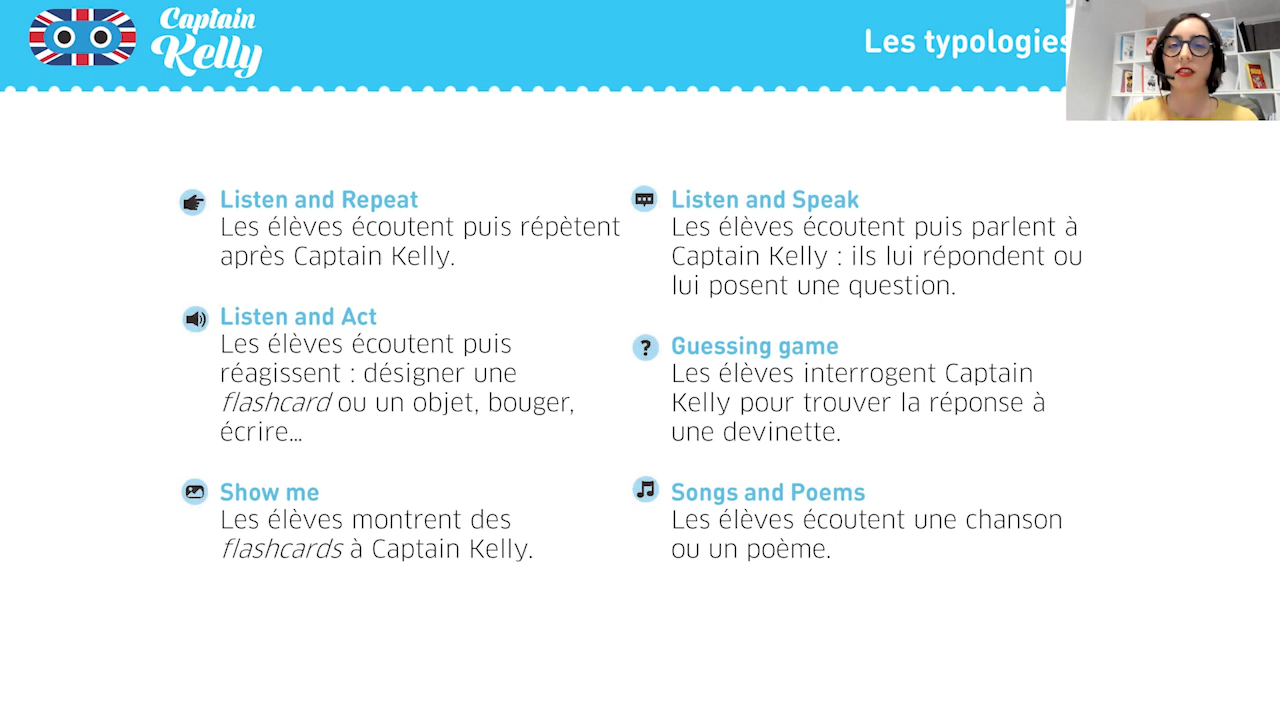 Captain
Kelly
Les typologies
Listen and Repeat
Les élèves écoutent puis répètent
après Captain Kelly.
Listen and Act
Les élèves écoutent puis
réagissent : désigner une
flashcard ou un objet, bouger,
écrire...
Show me
Les élèves montrent des
flashcards à Captain Kelly.
Listen and Speak
Les élèves écoutent puis parlent à
Captain Kelly : ils lui répondent ou
lui posent une question.
?
Guessing game
Les élèves interrogent Captain
Kelly pour trouver la réponse à
une devinette.
Songs and Poems
Les élèves écoutent une chanson
ou un poème.